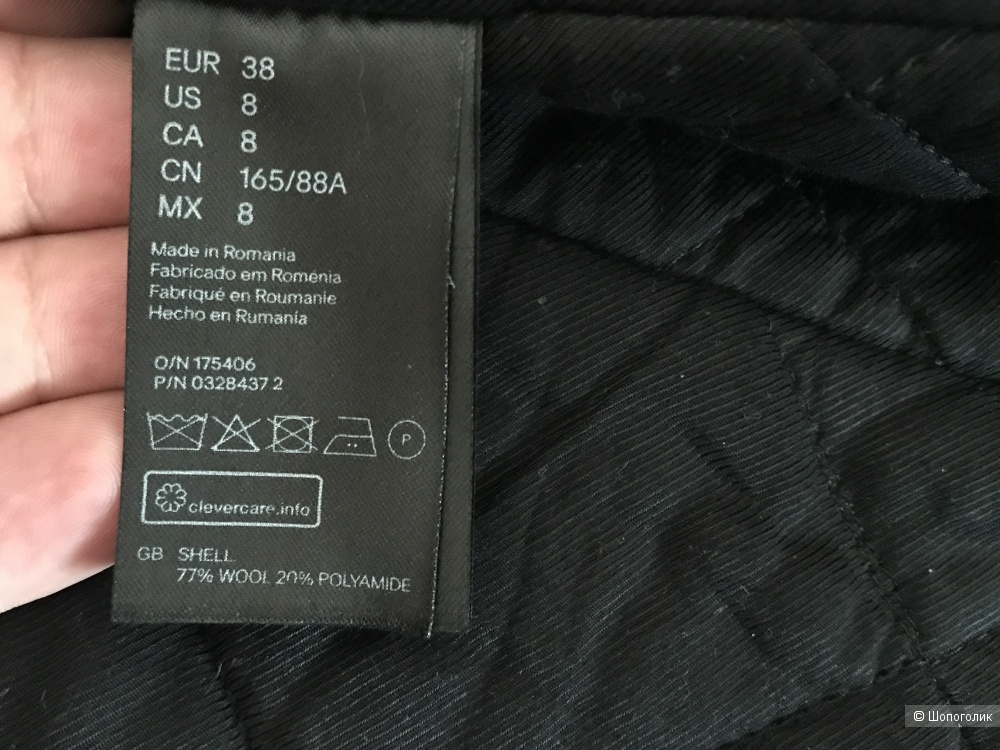 EUR 38
US 8
CA 8
CN 165/88A
MX 8
Made in Romania
Fabricado em Roménia
Fabriqué en Roumanie
Hecho en Rumania
O/N 175406
P/N 0328437 2
P
clevercare.info
GB SHELL
77% WOOL 20% POLYAMIDE
© Шопоголик